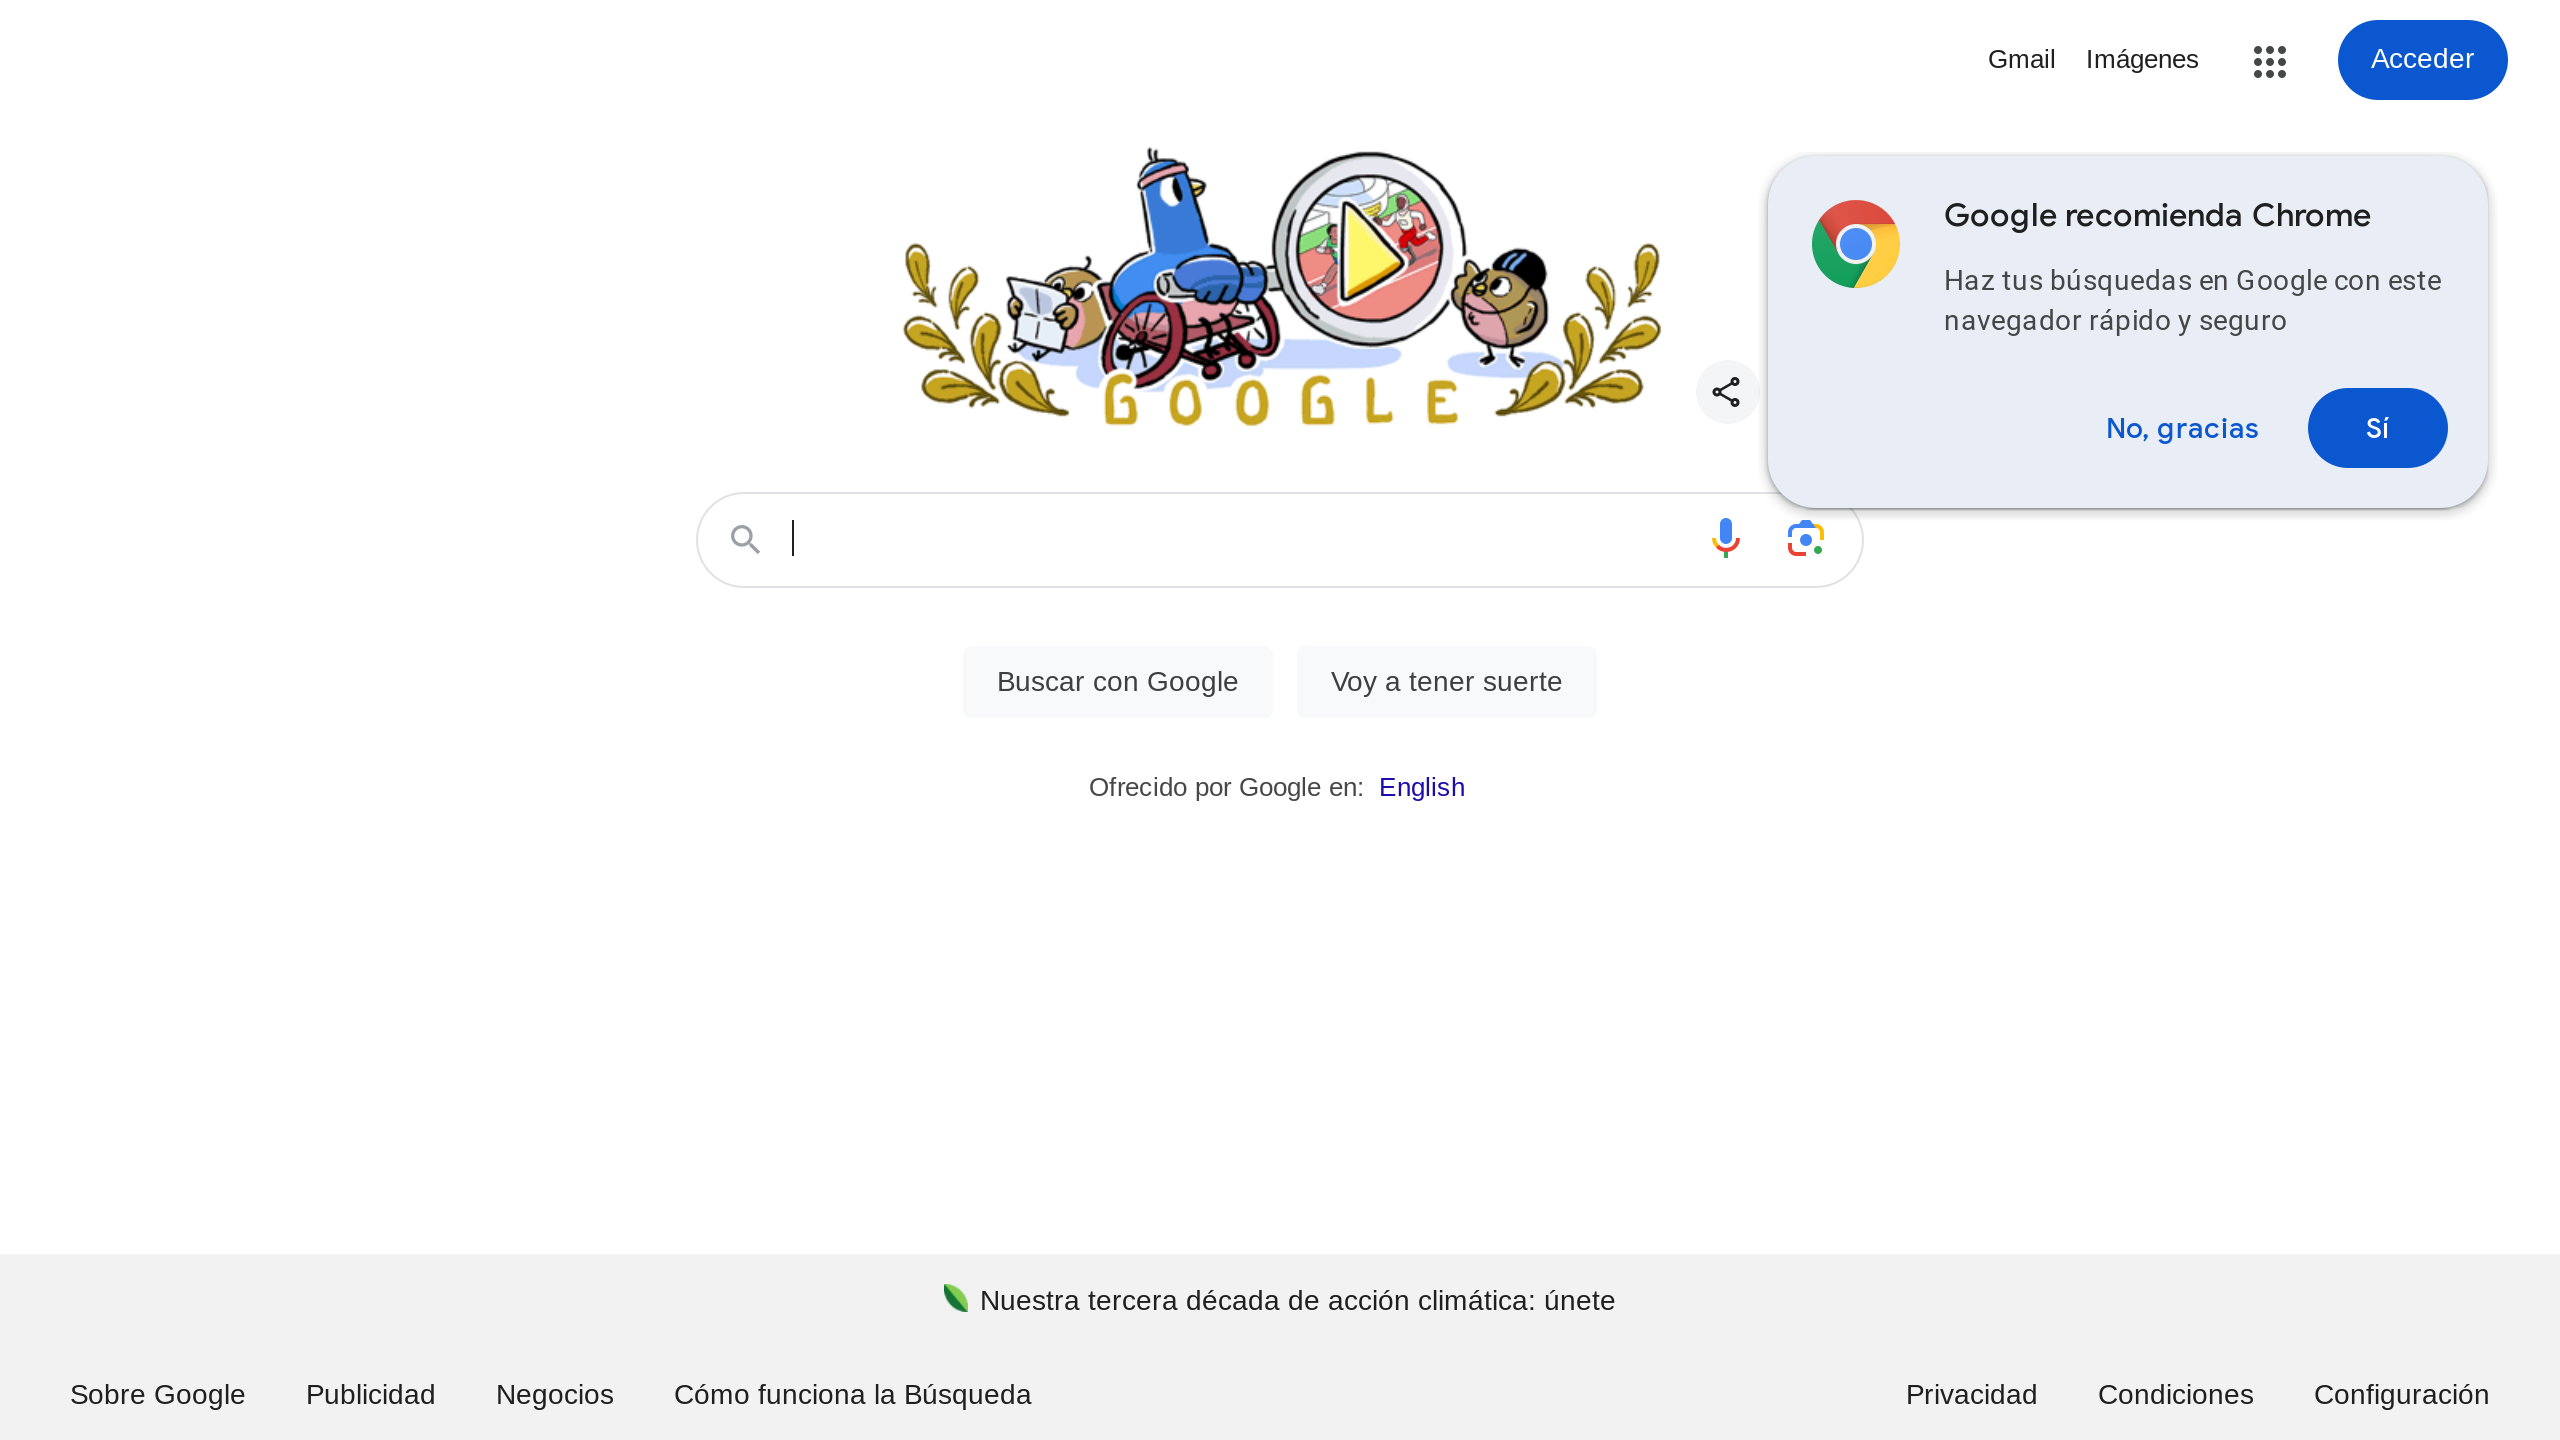 Gmail
Imágenes
Acceder
Google recomienda Chrome
Haz tus búsquedas en Google con este
navegador rápido y seguro
No, gracias
Sí
GOOGLE
Buscar con Google
Voy a tener suerte
Ofrecido por Google en: English
Nuestra tercera década de acción climática: únete
Sobre Google
Publicidad
Negocios
Cómo funciona la Búsqueda
Privacidad
Condiciones
Configuración